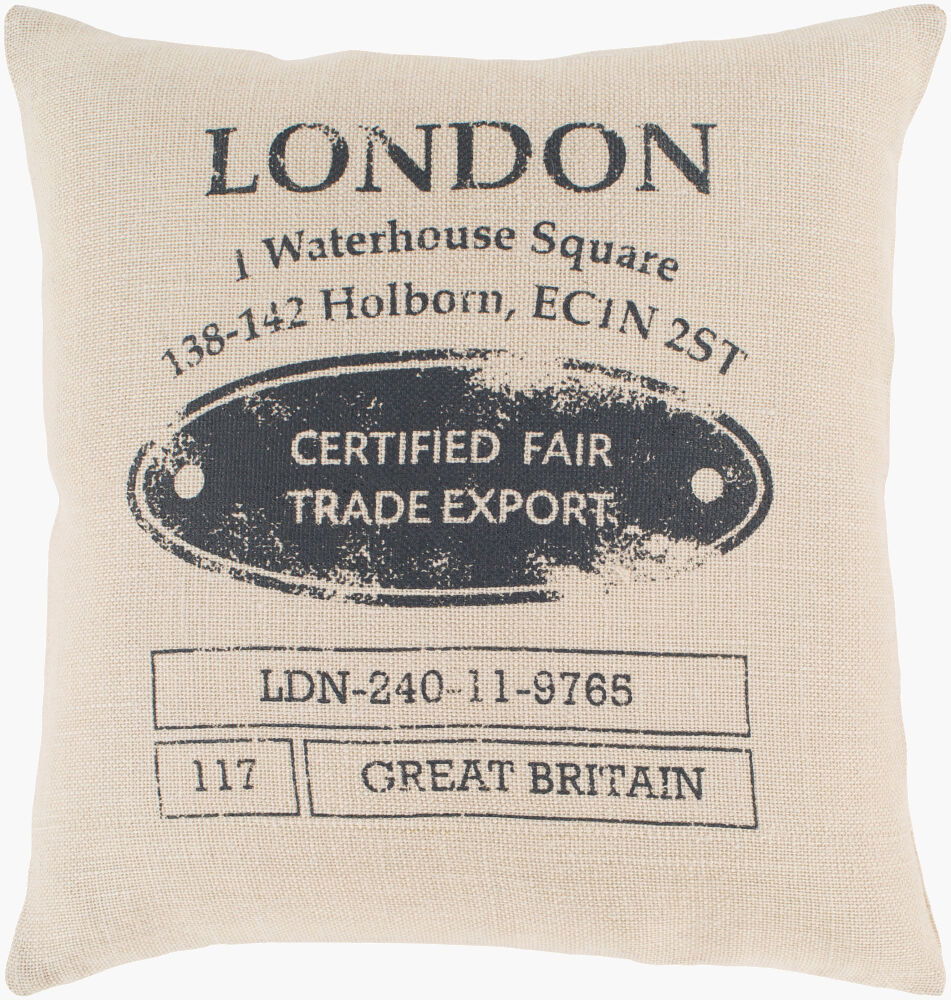 LONDON
1 Waterhouse Square
138-142 Holborn, EC1N 2ST
CERTIFIED FAIR
TRADE EXPORT
LDN-240-11-9765
117 GREAT BRITAIN